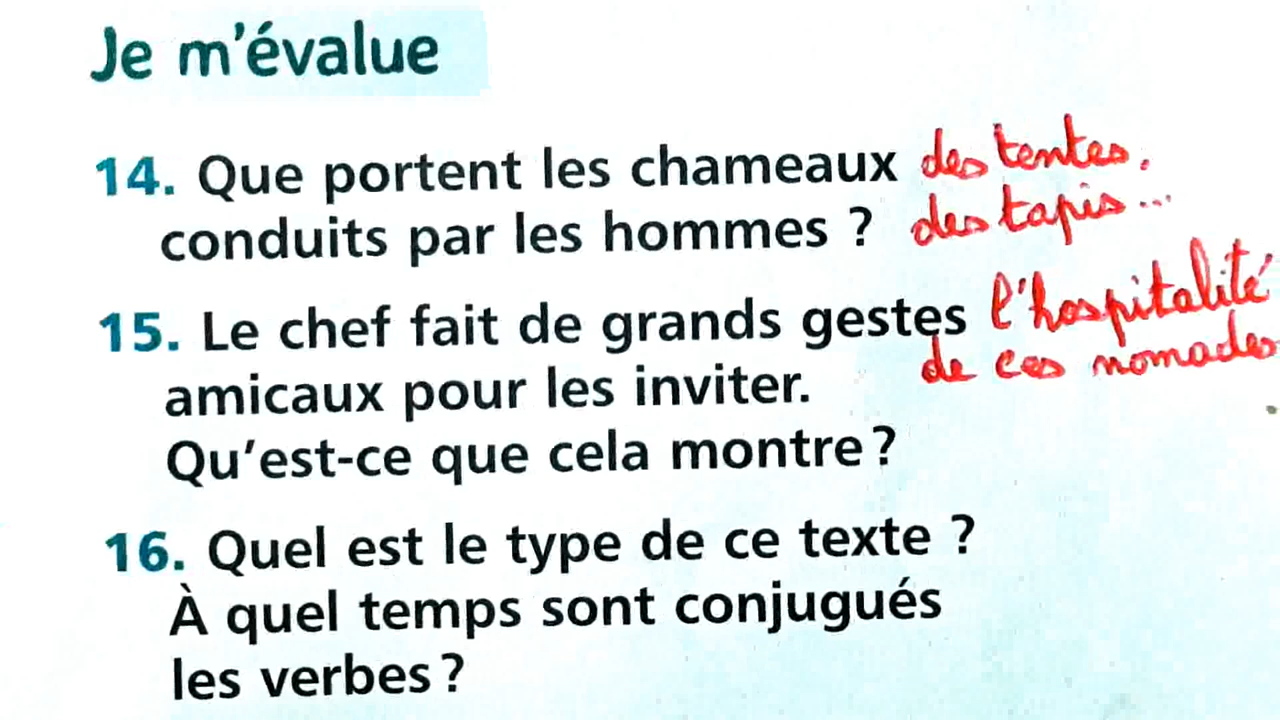 Je m'évalue
14. Que portent les chameaux des tentes,
conduits par les hommes ? des tapis...
15. Le chef fait de grands gestes l'hospitalité
amicaux pour les inviter. de ces nomades
Qu'est-ce que cela montre ?
16. Quel est le type de ce texte ?
À quel temps sont conjugués
les verbes ?